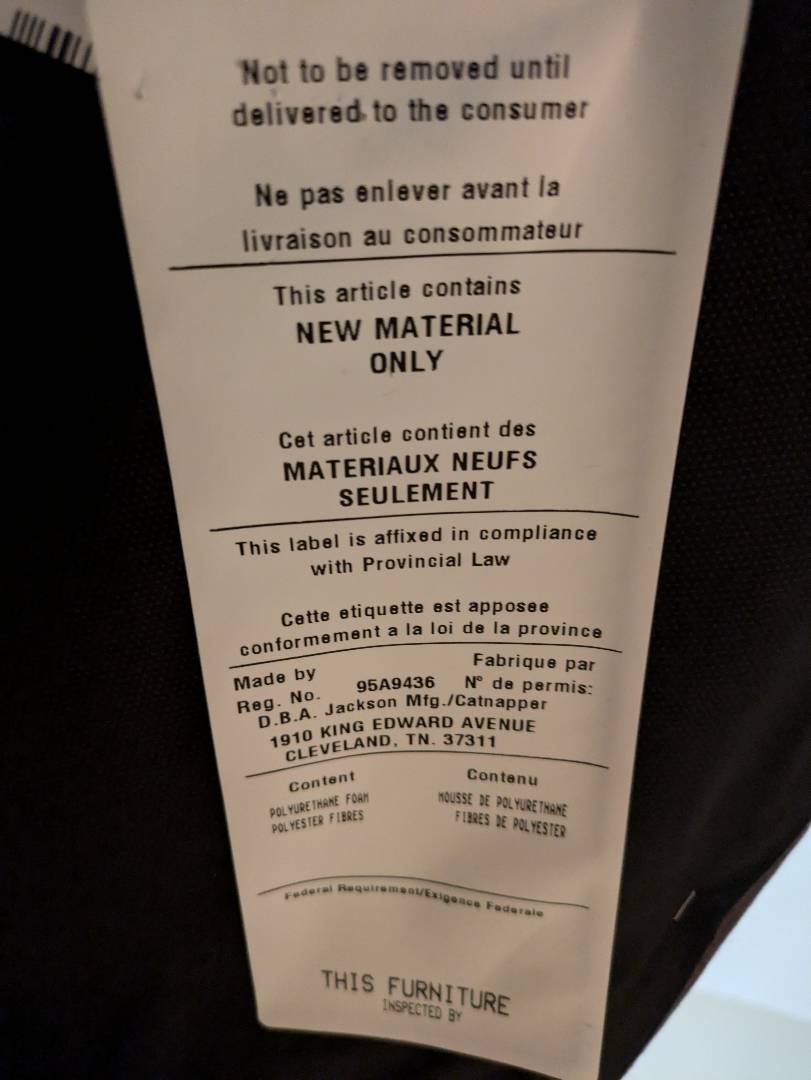 Not to be removed until
delivered to the consumer
Ne pas enlever avant la
livraison au consommateur
This article contains
NEW MATERIAL
ONLY
Cet article contient des
MATERIAUX NEUFS
SEULEMENT
This label is affixed in compliance
with Provincial Law
Cette etiquette est apposee
conformement a la loi de la province
Made by Fabrique par
Reg. No. 95A9436 N° de permis:
D.B.A. Jackson Mfg./Catnapper
1910 KING EDWARD AVENUE
CLEVELAND, TN. 37311
Content Contenu
POLYURETHANE FOAM MOUSSE DE POLYURETHANE
POLYESTER FIBRES FIBRES DE POLYESTER
Federal Requirement/Exigence Federale
THIS FURNITURE
INSPECTED BY